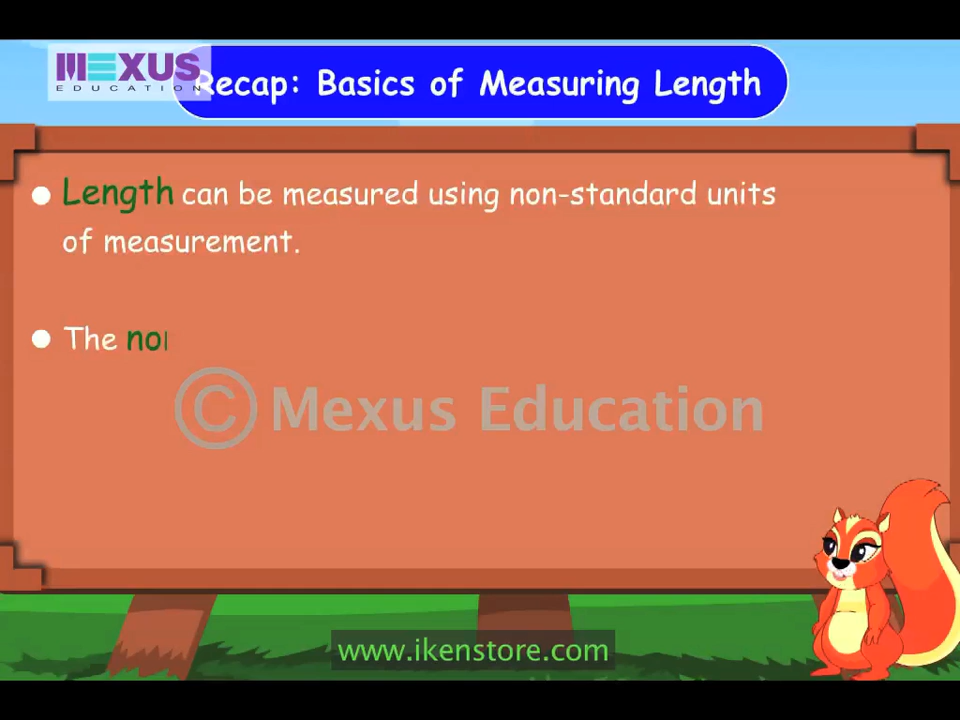 MEXUS
EDUCATION
Recap: Basics of Measuring Length
Length can be measured using non-standard units
of measurement.
The
© Mexus Education
www.ikenstore.com